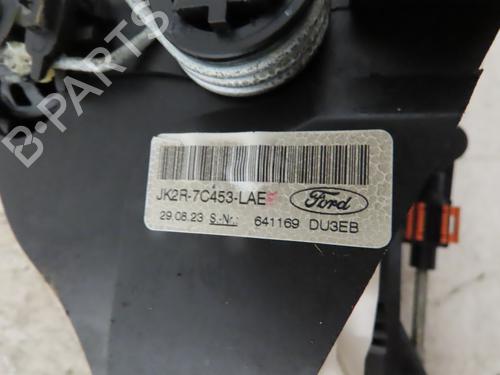 B-PARTS
JK2R-7C453-LAE
Ford
29.06.23 S.-Nr.: 641169 DU3EB